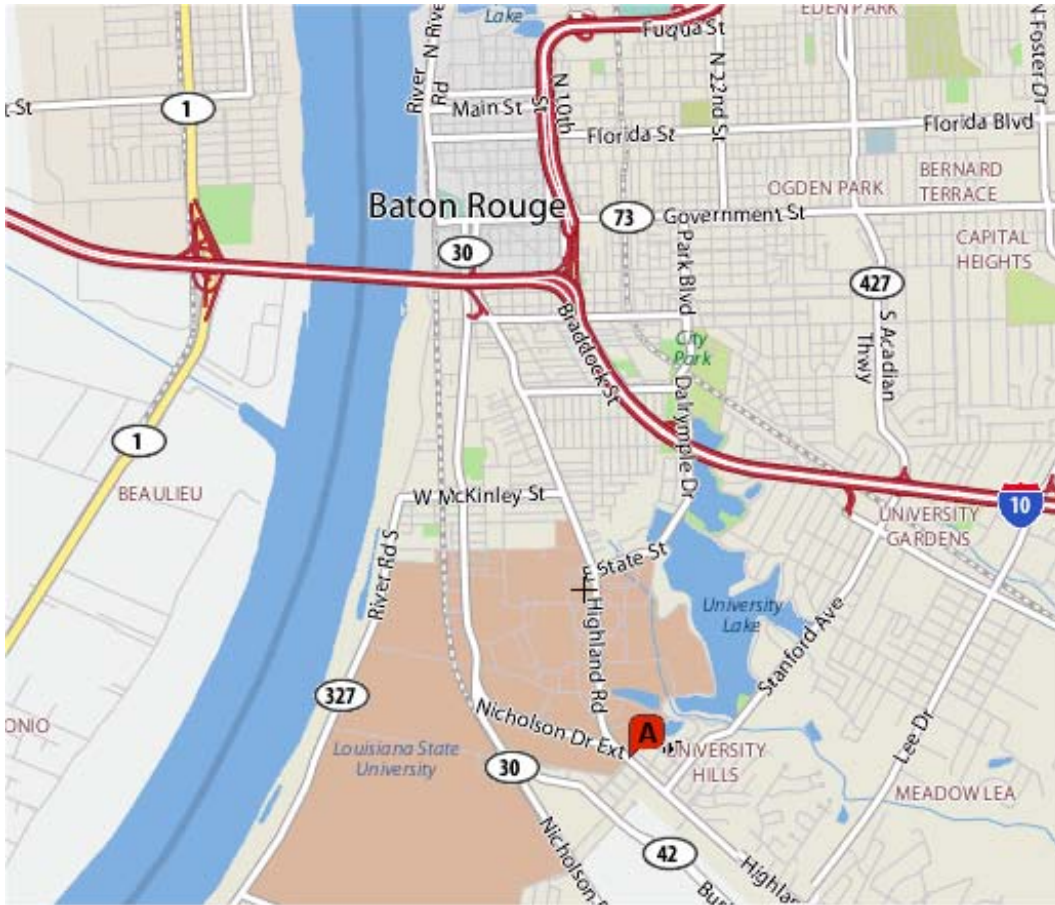 Lake
EDEN PARK
Fuqua St
N River
Rd
River
Rd
N Foster Dr
1
Main St
N 10th
St
N 22nd St
Florida St
Florida Blvd
BERNARD
TERRACE
OGDEN PARK
Baton Rouge
73
Government St
30
CAPITAL
HEIGHTS
Park Blvd
427
S Acadian
Thwy
Braddock St
City
Park
Dalrymple Dr
1
BEAULIEU
W McKinley St
10
UNIVERSITY
GARDENS
River Rd S
E State St
Highland Rd
University
Lake
Stanford Ave
327
Nicholson Dr Ext
A
UNIVERSITY
HILLS
Lee Dr
Louisiana State
University
30
MEADOW LEA
42
Nicholson